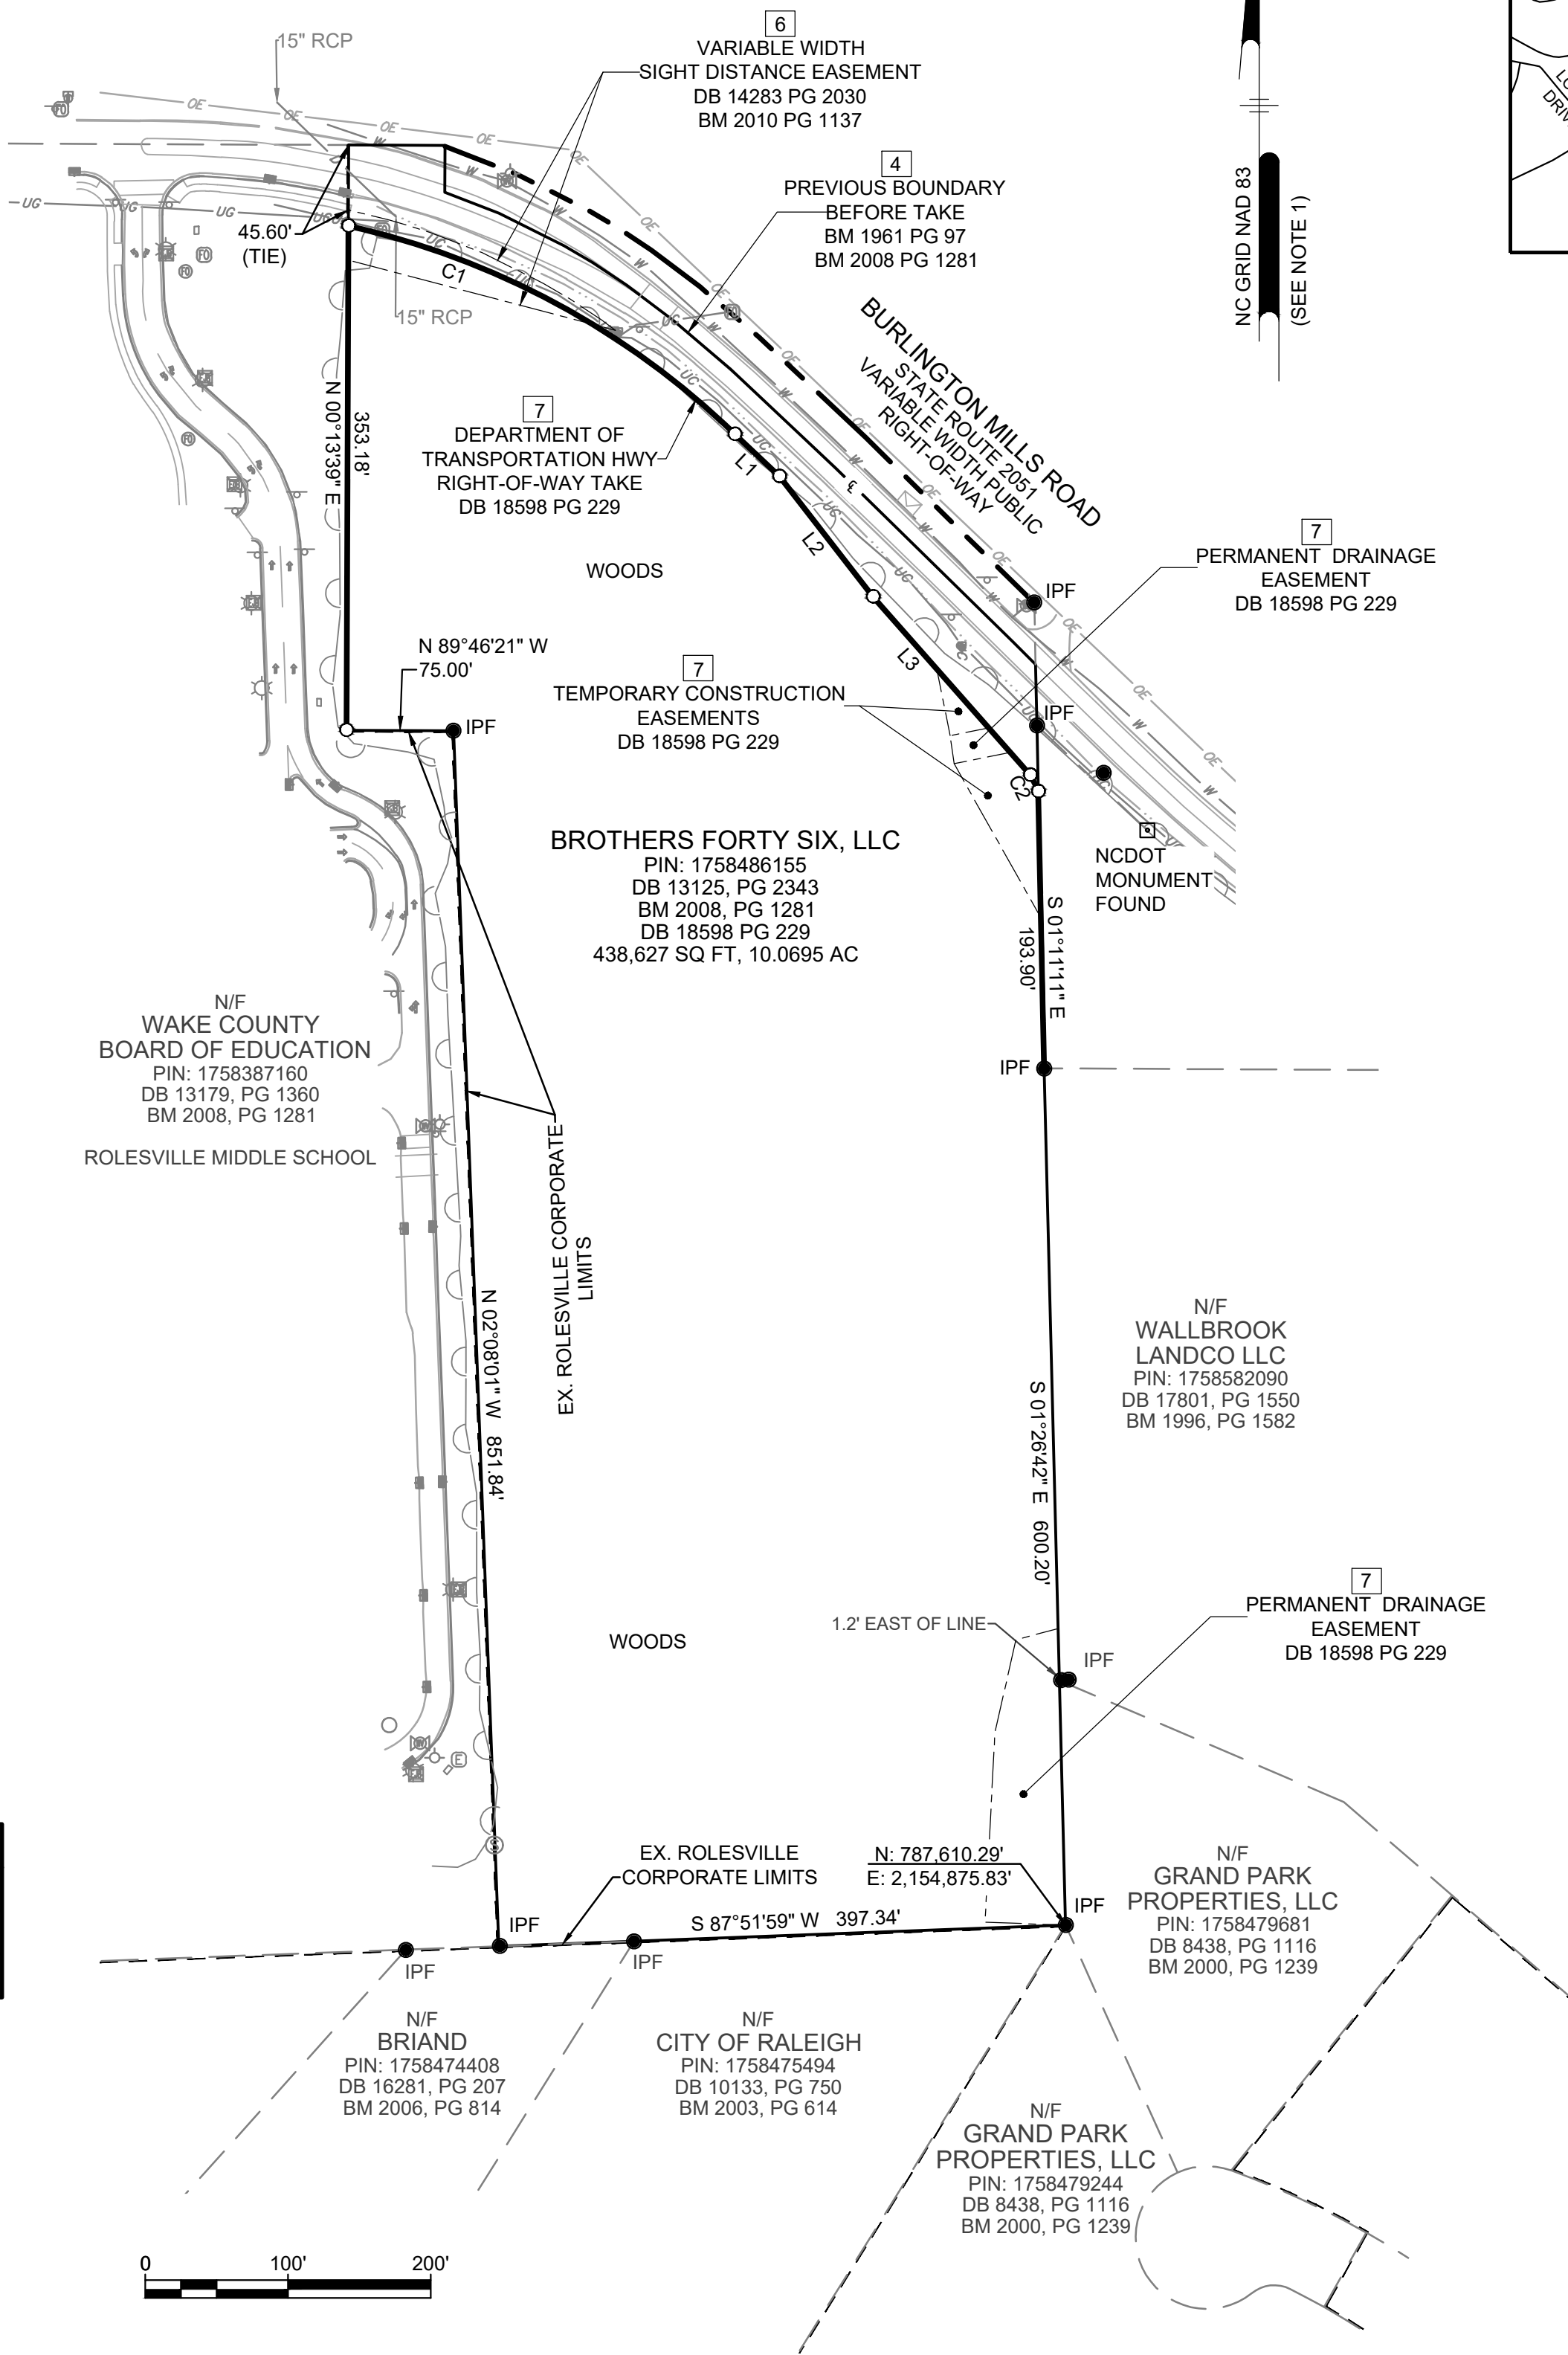 15" RCP
6
VARIABLE WIDTH
SIGHT DISTANCE EASEMENT
DB 14283 PG 2030
BM 2010 PG 1137
4
PREVIOUS BOUNDARY
BEFORE TAKE
BM 1961 PG 97
BM 2008 PG 1281
NC GRID NAD 83
(SEE NOTE 1)
DRIV
45.60'
(TIE)
15" RCP
C1
N 00°13'39" E
353.18'
7
DEPARTMENT OF
TRANSPORTATION HWY
RIGHT-OF-WAY TAKE
DB 18598 PG 229
BURLINGTON MILLS ROAD
STATE ROUTE 2051
VARIABLE WIDTH PUBLIC
RIGHT-OF-WAY
L1
L2
L3
C2
WOODS
IPF
7
PERMANENT DRAINAGE
EASEMENT
DB 18598 PG 229
N 89°46'21" W
75.00'
IPF
7
TEMPORARY CONSTRUCTION
EASEMENTS
DB 18598 PG 229
IPF
BROTHERS FORTY SIX, LLC
PIN: 1758486155
DB 13125, PG 2343
BM 2008, PG 1281
DB 18598 PG 229
438,627 SQ FT, 10.0695 AC
NCDOT
MONUMENT
FOUND
S 01°11'11" E
193.90'
IPF
N/F
WAKE COUNTY
BOARD OF EDUCATION
PIN: 1758387160
DB 13179, PG 1360
BM 2008, PG 1281
ROLESVILLE MIDDLE SCHOOL
EX. ROLESVILLE CORPORATE
LIMITS
N 02°08'01" W 851.84'
S 01°26'42" E 600.20'
N/F
WALLBROOK
LANDCO LLC
PIN: 1758582090
DB 17801, PG 1550
BM 1996, PG 1582
WOODS
1.2' EAST OF LINE
IPF
7
PERMANENT DRAINAGE
EASEMENT
DB 18598 PG 229
EX. ROLESVILLE
CORPORATE LIMITS
N: 787,610.29'
E: 2,154,875.83'
IPF
IPF
S 87°51'59" W 397.34'
IPF
IPF
N/F
GRAND PARK
PROPERTIES, LLC
PIN: 1758479681
DB 8438, PG 1116
BM 2000, PG 1239
N/F
BRIAND
PIN: 1758474408
DB 16281, PG 207
BM 2006, PG 814
N/F
CITY OF RALEIGH
PIN: 1758475494
DB 10133, PG 750
BM 2003, PG 614
N/F
GRAND PARK
PROPERTIES, LLC
PIN: 1758479244
DB 8438, PG 1116
BM 2000, PG 1239
0 100' 200'